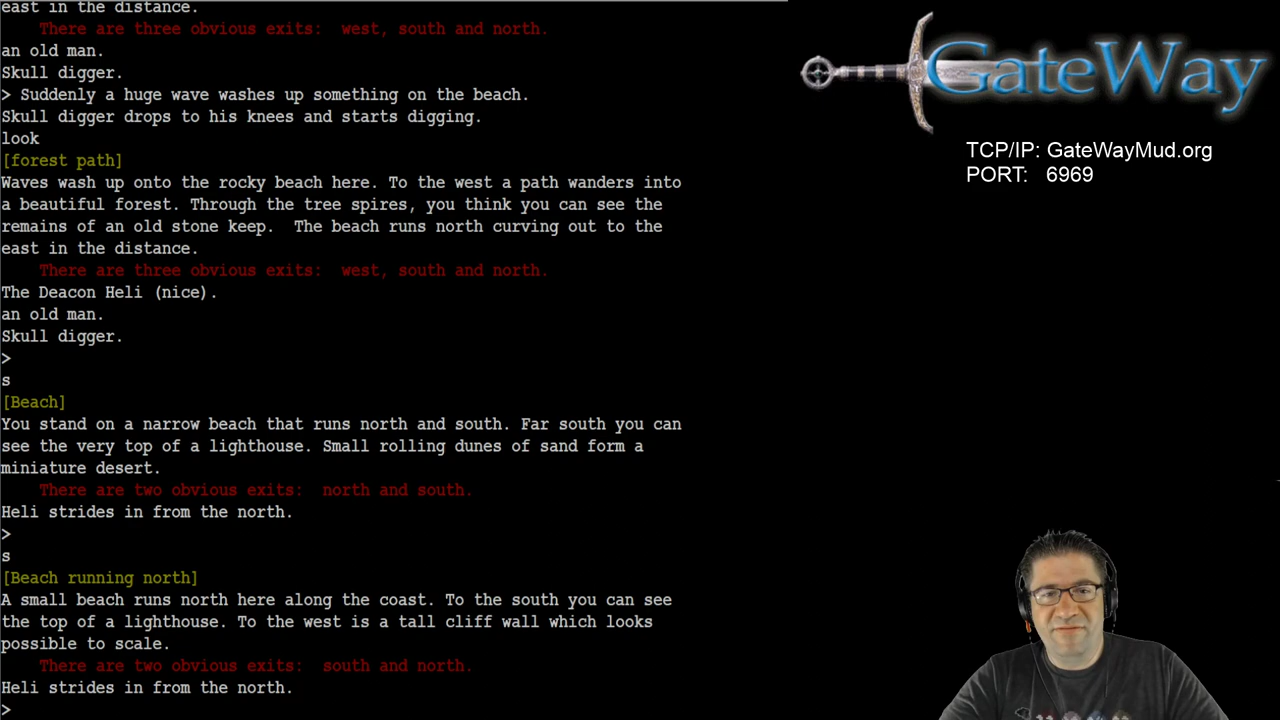 east in the distance.
There are three obvious exits:  west, south and north.
an old man.
Skull digger.
> Suddenly a huge wave washes up something on the beach.
Skull digger drops to his knees and starts digging.
look
[forest path]
Waves wash up onto the rocky beach here. To the west a path wanders into
a beautiful forest. Through the tree spires, you think you can see the
remains of an old stone keep.  The beach runs north curving out to the
east in the distance.
There are three obvious exits:  west, south and north.
The Deacon Heli (nice).
an old man.
Skull digger.
>
s
[Beach]
You stand on a narrow beach that runs north and south. Far south you can
see the very top of a lighthouse. Small rolling dunes of sand form a
miniature desert.
There are two obvious exits:  north and south.
Heli strides in from the north.
>
s
[Beach running north]
A small beach runs north here along the coast. To the south you can see
the top of a lighthouse. To the west is a tall cliff wall which looks
possible to scale.
There are two obvious exits:  south and north.
Heli strides in from the north.
>
GateWay
TCP/IP: GateWayMud.org
PORT: 6969